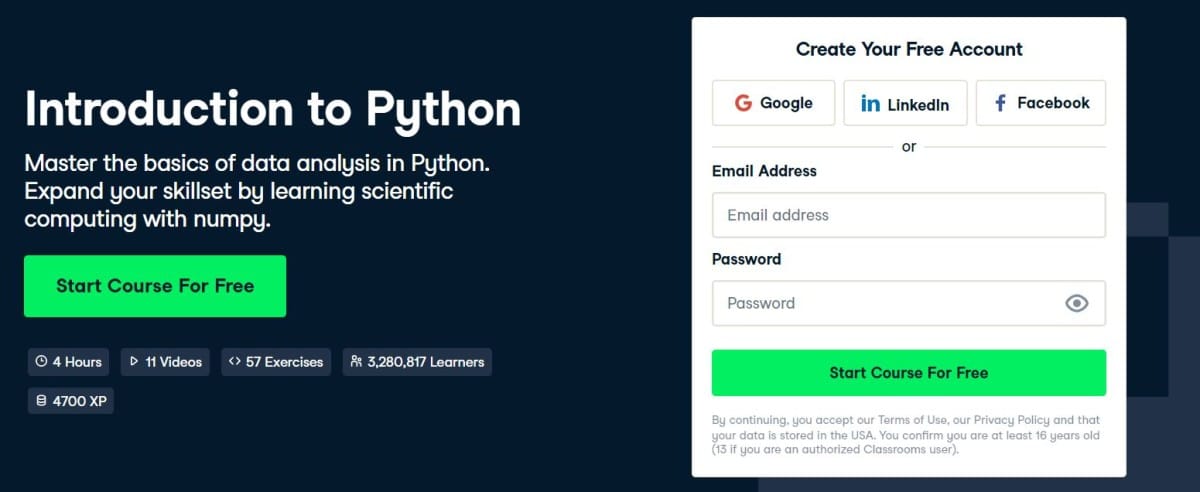 Introduction to Python
Master the basics of data analysis in Python.
Expand your skillset by learning scientific
computing with numpy.
Start Course For Free
4 Hours
11 Videos
57 Exercises
3,280,817 Learners
4700 XP
Create Your Free Account
Google
LinkedIn
Facebook
or
Email Address
Email address
Password
Password
Start Course For Free
By continuing, you accept our Terms of Use, our Privacy Policy and that
your data is stored in the USA. You confirm you are at least 16 years old
(13 if you are an authorized Classrooms user).